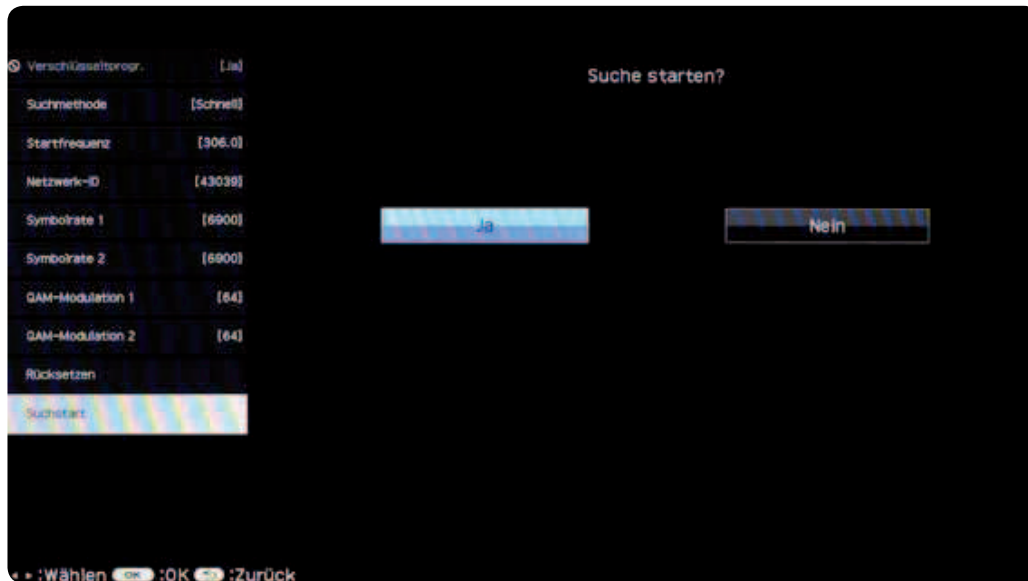 Verschlüsseltprogr. [Ja]
Suchmethode [Schnell]
Startfrequenz [306.0]
Netzwerk-ID [43039]
Symbolrate 1 [6900]
Symbolrate 2 [6900]
QAM-Modulation 1 [64]
QAM-Modulation 2 [64]
Rücksetzen
Suchstart
Suche starten?
Ja Nein
:Wählen OK :OK :Zurück